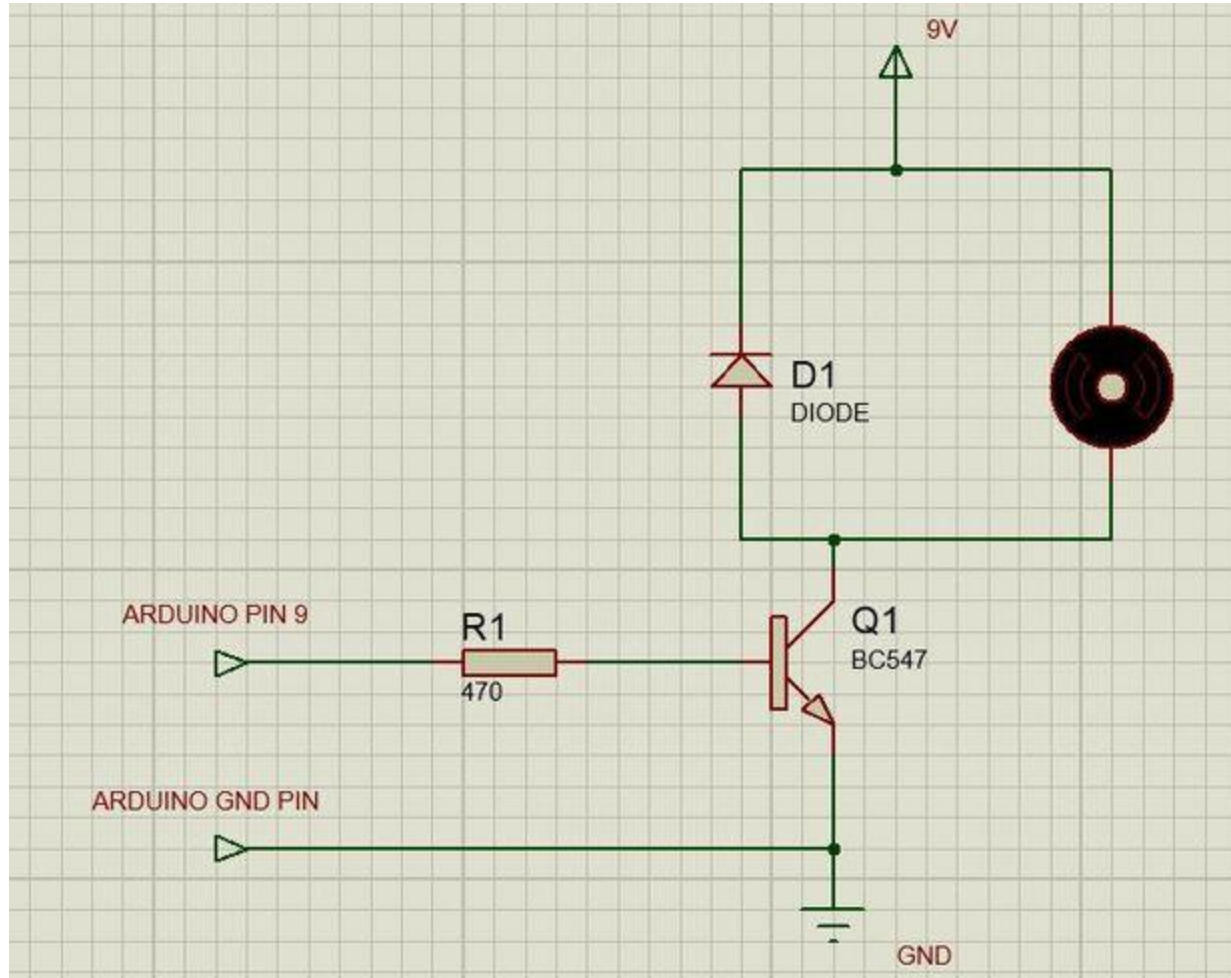 9V
D1
DIODE
ARDUINO PIN 9
R1
470
Q1
BC547
ARDUINO GND PIN
GND